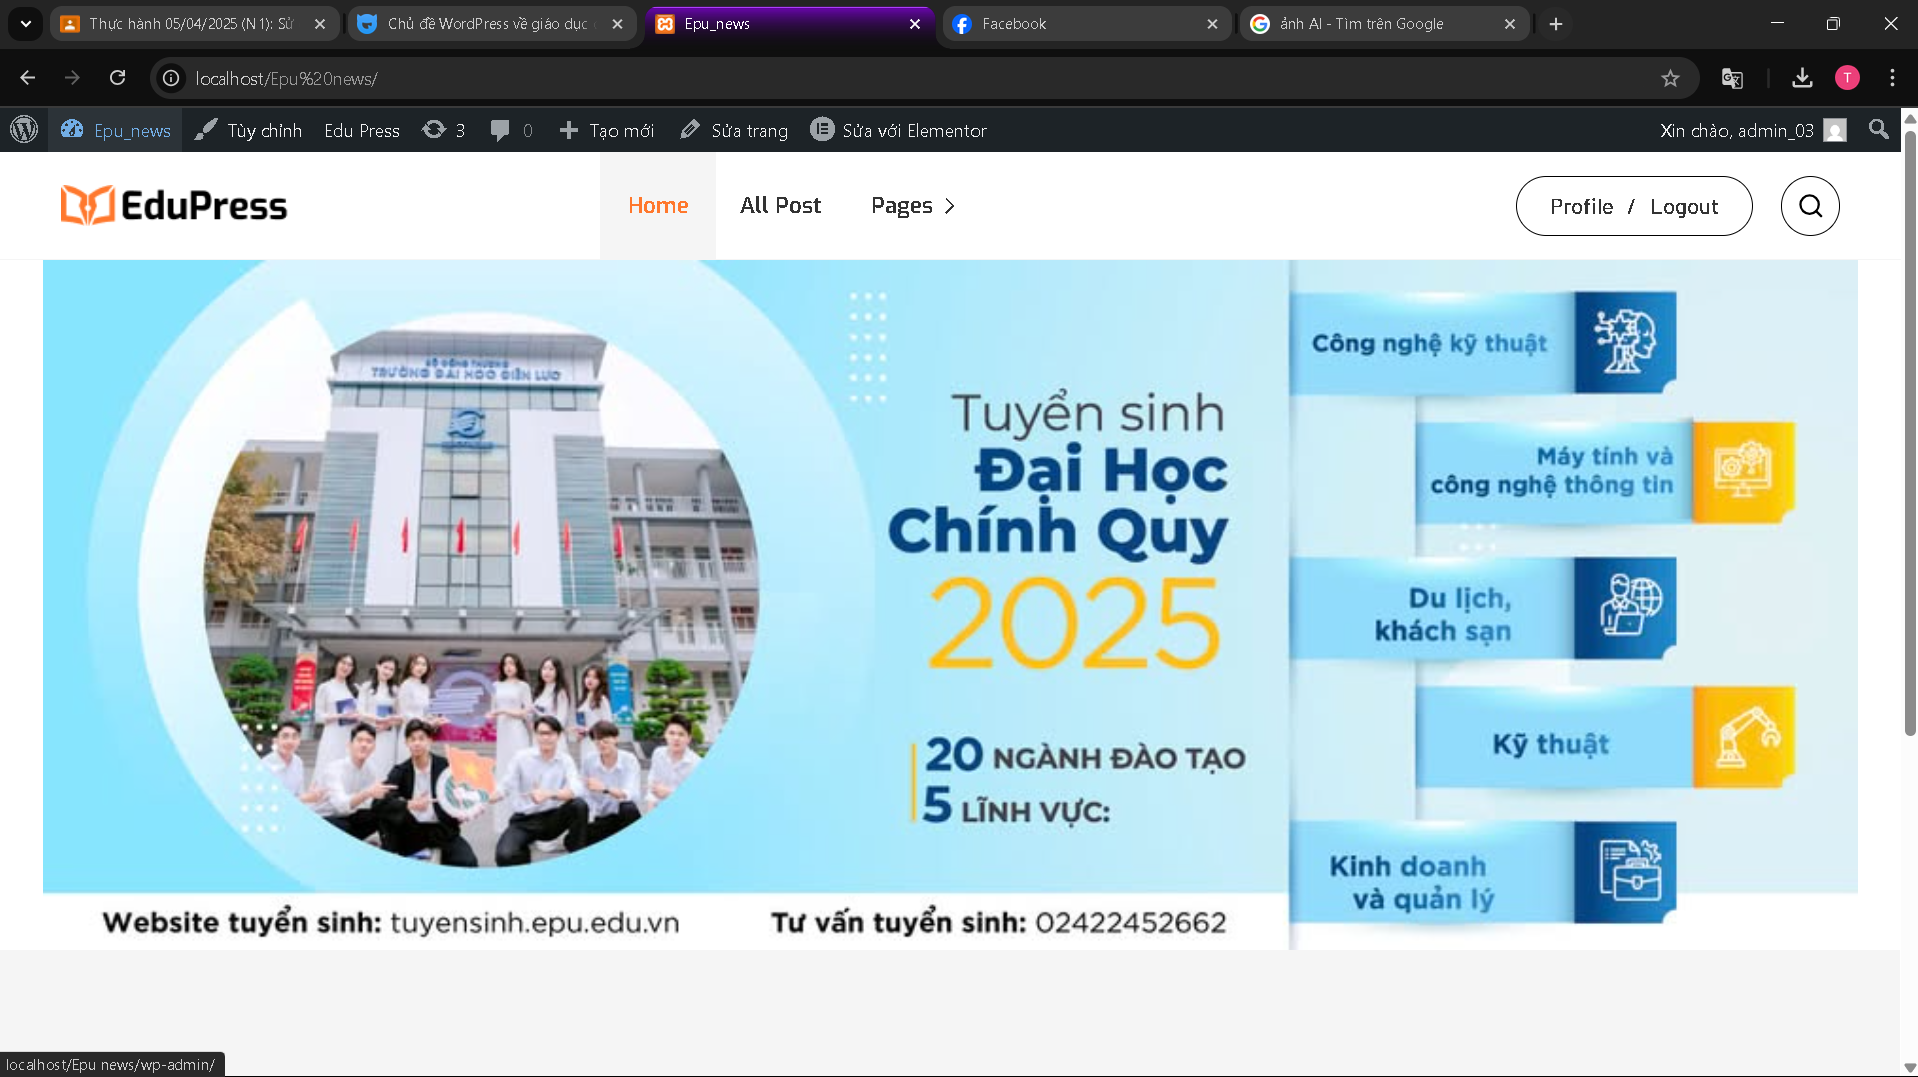 Thực hành 05/04/2025 (N1): Sử
Chủ đề WordPress về giáo dục
Epu_news
Facebook
ảnh AI - Tìm trên Google
localhost/Epu%20news/
T
Epu_news
Tùy chỉnh
Edu Press
3
0
Tạo mới
Sửa trang
Sửa với Elementor
Xin chào, admin_03
EduPress
Home
All Post
Pages
Profile / Logout
BỘ CÔNG THƯƠNG
TRƯỜNG ĐẠI HỌC ĐIỆN LỰC
Tuyển sinh
Đại Học
Chính Quy
2025
20 NGÀNH ĐÀO TẠO
5 LĨNH VỰC:
Công nghệ kỹ thuật
Máy tính và
công nghệ thông tin
Du lịch,
khách sạn
Kỹ thuật
Kinh doanh
và quản lý
Website tuyển sinh: tuyensinh.epu.edu.vn
Tư vấn tuyển sinh: 02422452662
localhost/Epu news/wp-admin/